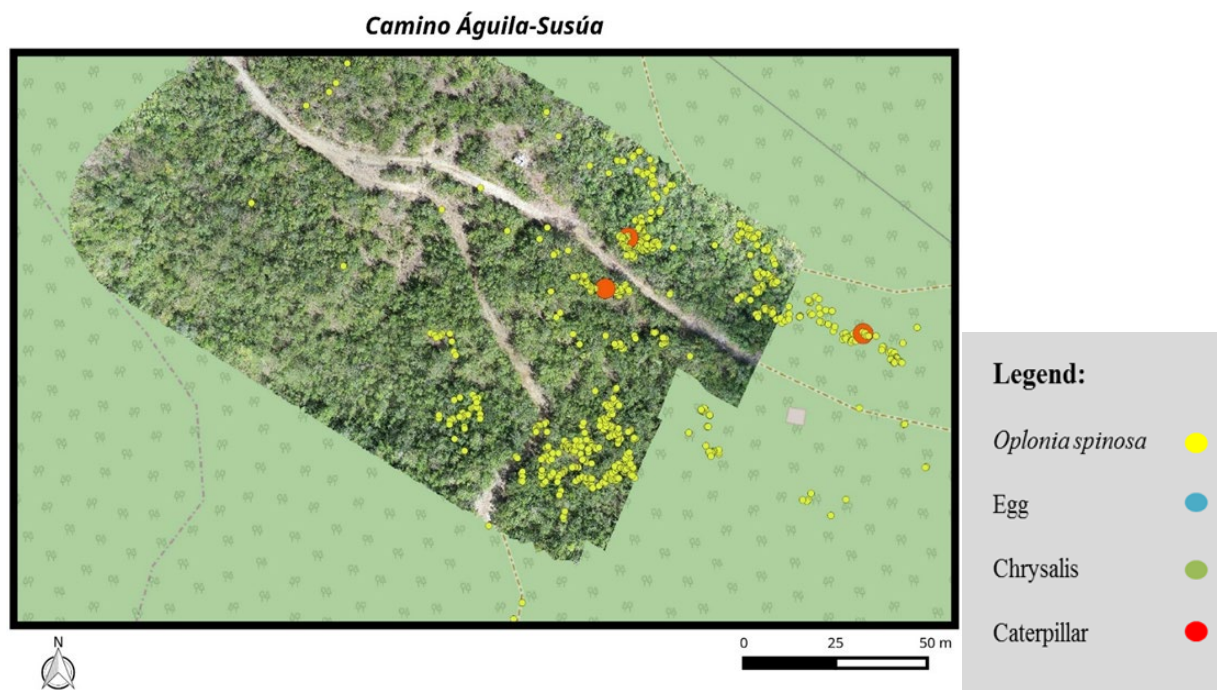 Camino Águila-Susúa
Legend:
Oplonia spinosa
Egg
Chrysalis
Caterpillar
N
0 25 50 m